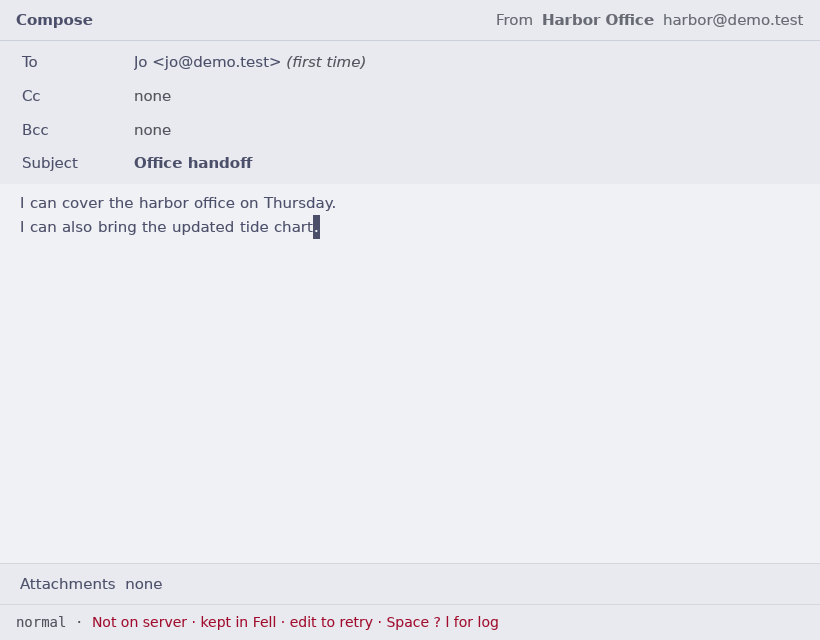 Compose From Harbor Office harbor@demo.test
To Jo <jo@demo.test> (first time)
Cc none
Bcc none
Subject Office handoff
I can cover the harbor office on Thursday.
I can also bring the updated tide chart.
Attachments none
normal · Not on server · kept in Fell · edit to retry · Space ? l for log